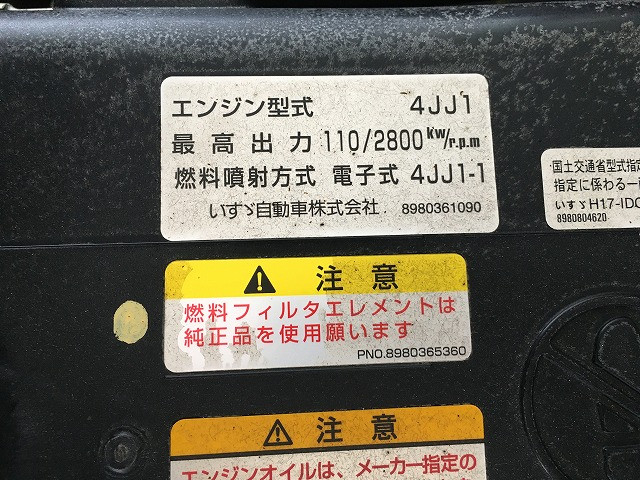 エンジン型式 4JJ1
最高出力 110/2800 kW/r.p.m
燃料噴射方式 電子式 4JJ1-1
いすゞ自動車株式会社 8980361090
国土交通省型式指定
指定に係わる一
いすゞH17-IDC
8980804620
注意
燃料フィルタエレメントは
純正品を使用願います
PNO.8980365360
注意
エンジンオイルは、メーカー指定の